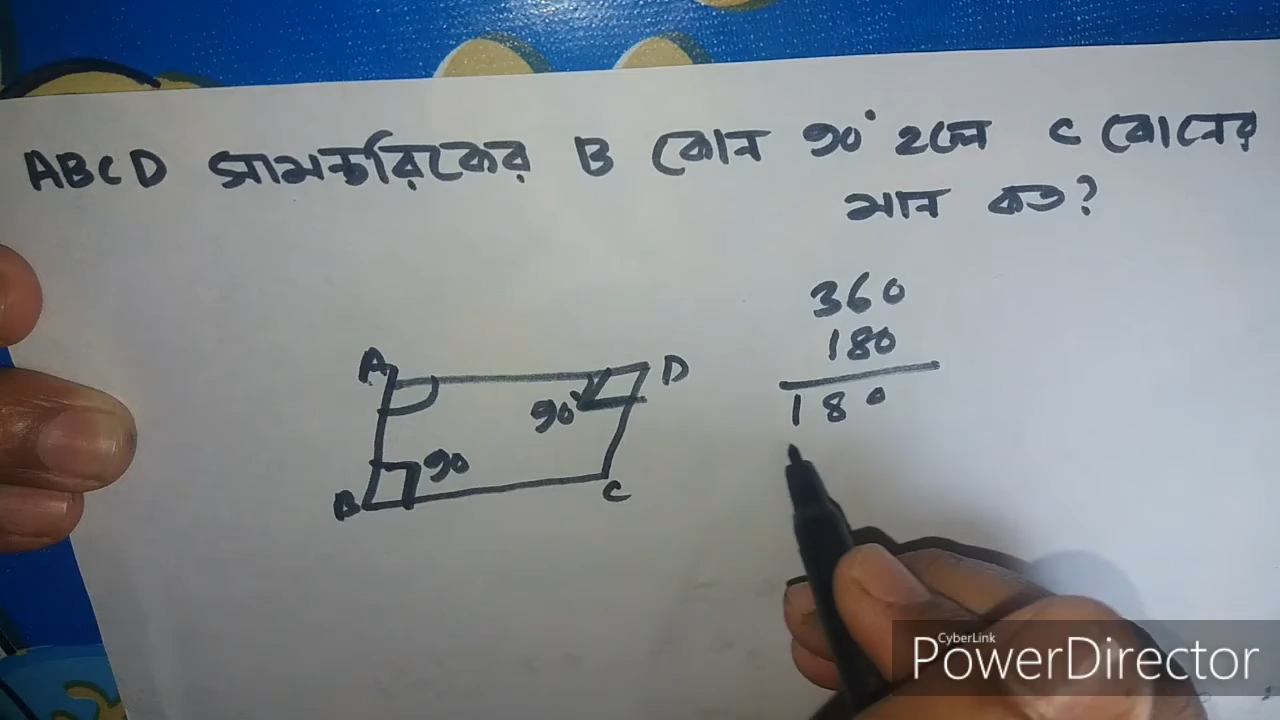 ABCD সামন্তরিকের B কোন 90° হলে C কোনের
মান কত?
360
180
180
A
D
90
90
B
C
CyberLink
PowerDirector